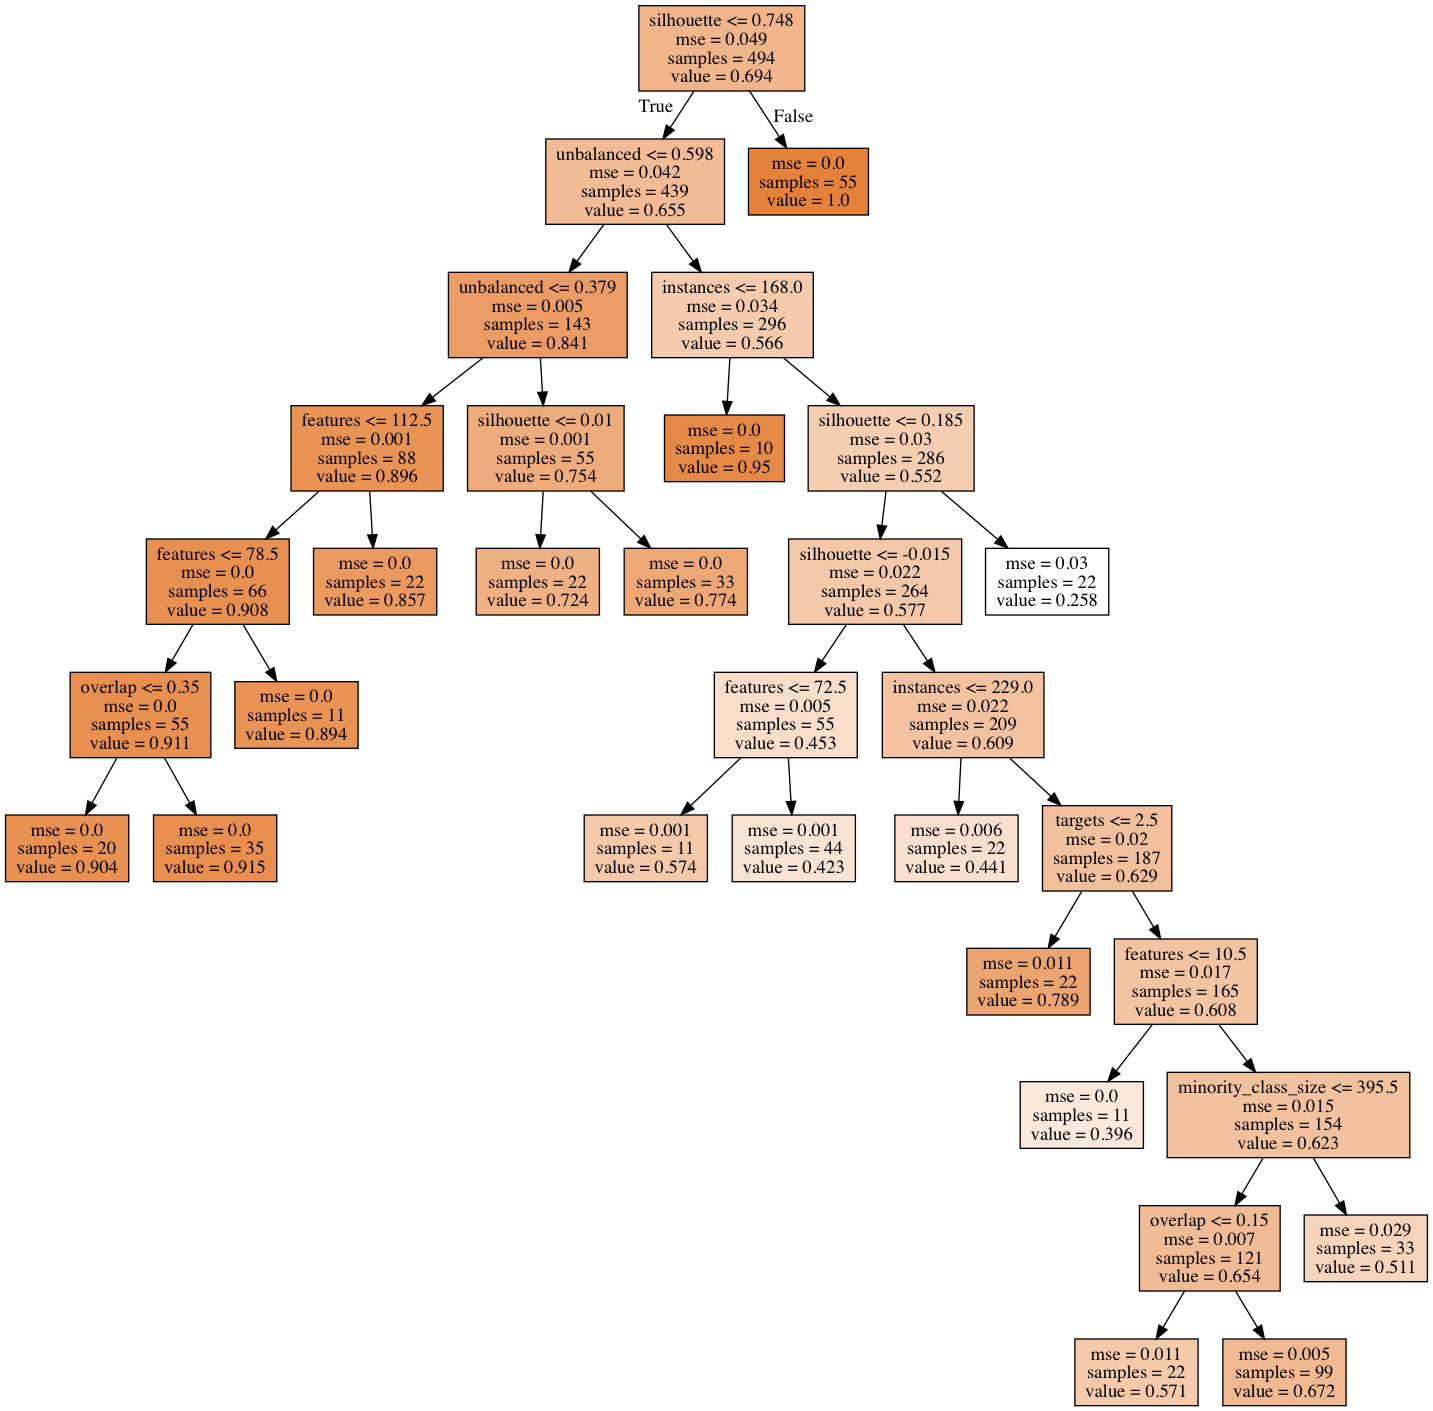 silhouette <= 0.748
mse = 0.049
samples = 494
value = 0.694
True
False
unbalanced <= 0.598
mse = 0.042
samples = 439
value = 0.655
mse = 0.0
samples = 55
value = 1.0
unbalanced <= 0.379
mse = 0.005
samples = 143
value = 0.841
instances <= 168.0
mse = 0.034
samples = 296
value = 0.566
features <= 112.5
mse = 0.001
samples = 88
value = 0.896
silhouette <= 0.01
mse = 0.001
samples = 55
value = 0.754
mse = 0.0
samples = 10
value = 0.95
silhouette <= 0.185
mse = 0.03
samples = 286
value = 0.552
features <= 78.5
mse = 0.0
samples = 66
value = 0.908
mse = 0.0
samples = 22
value = 0.857
mse = 0.0
samples = 22
value = 0.724
mse = 0.0
samples = 33
value = 0.774
silhouette <= -0.015
mse = 0.022
samples = 264
value = 0.577
mse = 0.03
samples = 22
value = 0.258
overlap <= 0.35
mse = 0.0
samples = 55
value = 0.911
mse = 0.0
samples = 11
value = 0.894
features <= 72.5
mse = 0.005
samples = 55
value = 0.453
instances <= 229.0
mse = 0.022
samples = 209
value = 0.609
mse = 0.0
samples = 20
value = 0.904
mse = 0.0
samples = 35
value = 0.915
mse = 0.001
samples = 11
value = 0.574
mse = 0.001
samples = 44
value = 0.423
mse = 0.006
samples = 22
value = 0.441
targets <= 2.5
mse = 0.02
samples = 187
value = 0.629
mse = 0.011
samples = 22
value = 0.789
features <= 10.5
mse = 0.017
samples = 165
value = 0.608
mse = 0.0
samples = 11
value = 0.396
minority_class_size <= 395.5
mse = 0.015
samples = 154
value = 0.623
overlap <= 0.15
mse = 0.007
samples = 121
value = 0.654
mse = 0.029
samples = 33
value = 0.511
mse = 0.011
samples = 22
value = 0.571
mse = 0.005
samples = 99
value = 0.672